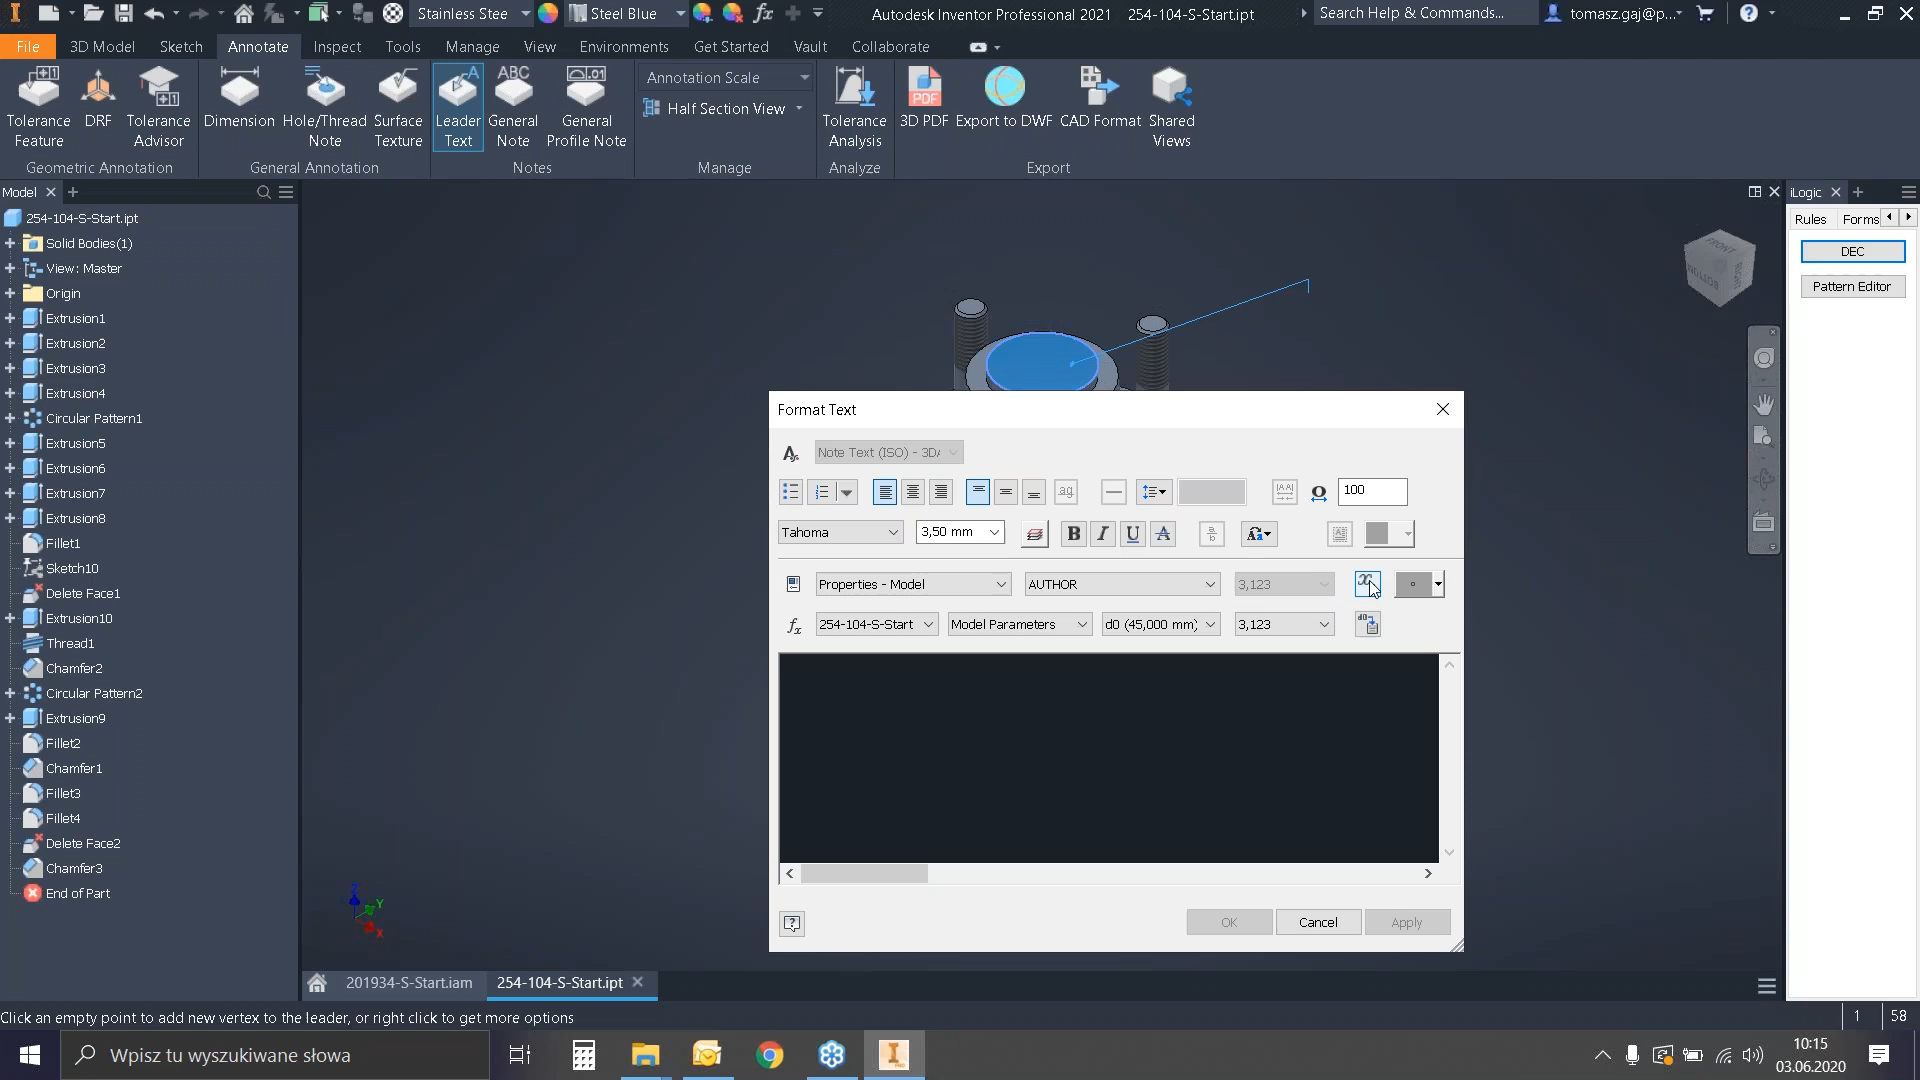 Stainless Stee
Steel Blue
Autodesk Inventor Professional 2021 254-104-S-Start.ipt
Search Help & Commands...
tomasz.gaj@p...
File 3D Model Sketch Annotate Inspect Tools Manage View Environments Get Started Vault Collaborate
Tolerance Feature
DRF
Tolerance Advisor
Dimension
Hole/Thread Note
Surface Texture
Leader Text
General Note
General Profile Note
Annotation Scale
Half Section View
Tolerance Analysis
3D PDF
Export to DWF
CAD Format
Shared Views
Geometric Annotation
General Annotation
Notes
Manage
Analyze
Export
Model
254-104-S-Start.ipt
Solid Bodies(1)
View: Master
Origin
Extrusion1
Extrusion2
Extrusion3
Extrusion4
Circular Pattern1
Extrusion5
Extrusion6
Extrusion7
Extrusion8
Fillet1
Sketch10
Delete Face1
Extrusion10
Thread1
Chamfer2
Circular Pattern2
Extrusion9
Fillet2
Chamfer1
Fillet3
Fillet4
Delete Face2
Chamfer3
End of Part
Z
Y
X
FRONT
RIGHT
BOTTOM
iLogic
Rules Forms
DEC
Pattern Editor
Format Text
Note Text (ISO) - 3D
100
Tahoma
3,50 mm
B I U A
Properties - Model
AUTHOR
3,123
fx
254-104-S-Start
Model Parameters
d0 (45,000 mm)
3,123
OK
Cancel
Apply
201934-S-Start.iam
254-104-S-Start.ipt
Click an empty point to add new vertex to the leader, or right click to get more options
1
58
Wpisz tu wyszukiwane słowa
10:15
03.06.2020